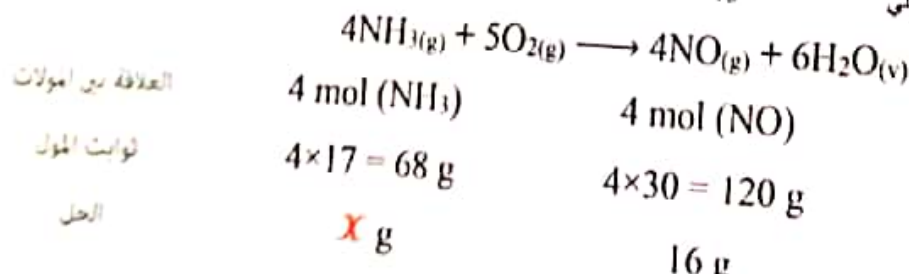 4NH₃(g) + 5O₂(g) ⟶ 4NO(g) + 6H₂O(v)
العلاقة بين المولات 4 mol (NH₃) 4 mol (NO)
ثوابت المول 4×17 = 68 g 4×30 = 120 g
الحل X g 16 g